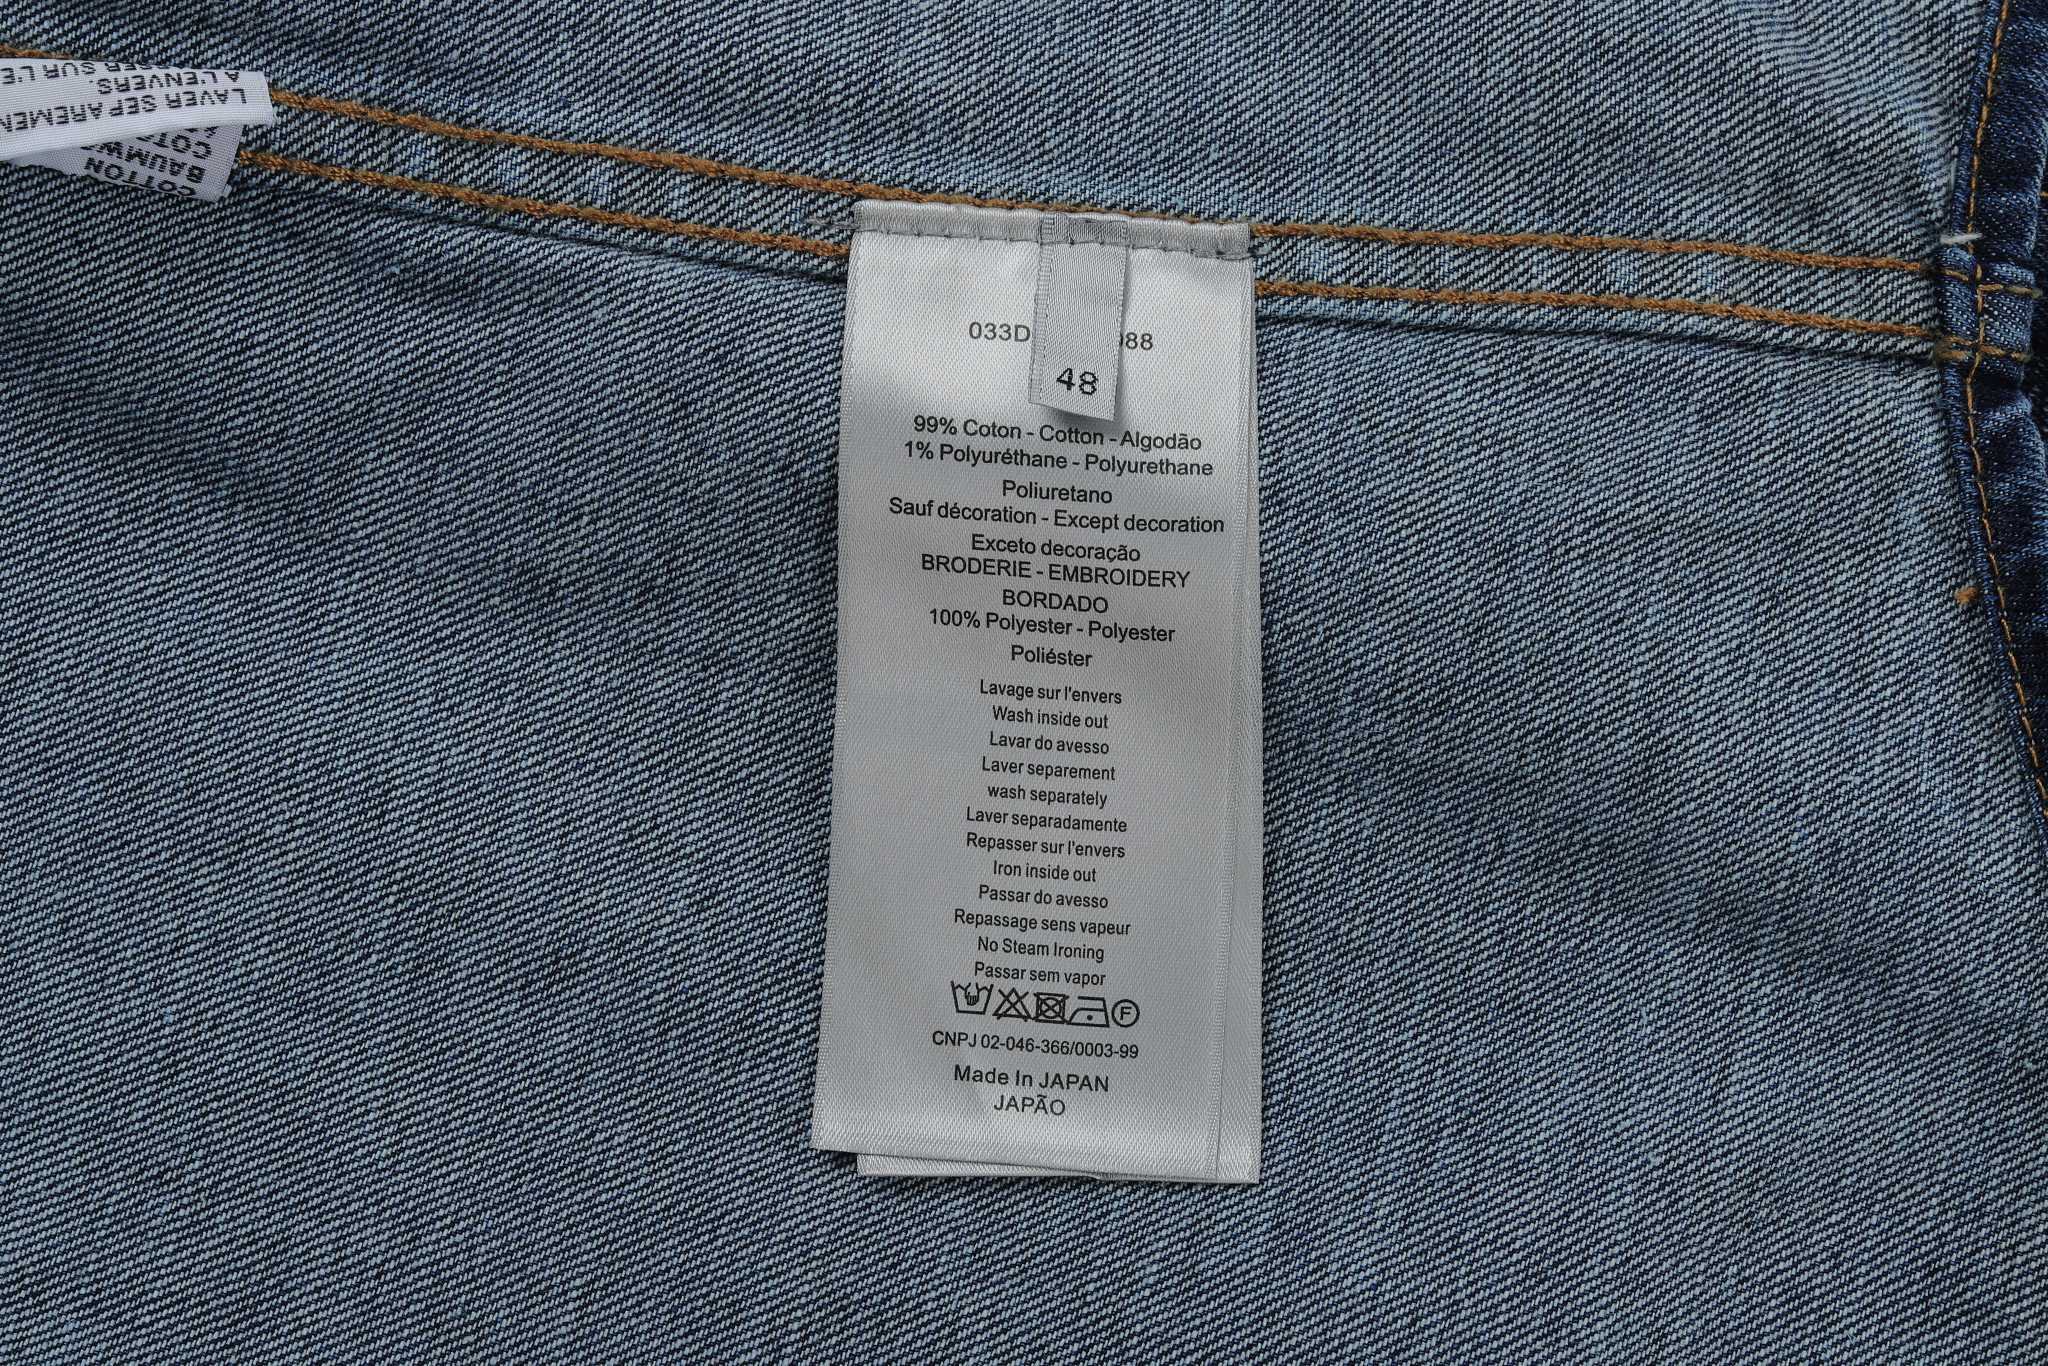 LAVER SEPAREMEN
A L'ENVERS
SUR L'E
COTON
BAUMW
COTTON
033D
088
48
99% Coton - Cotton - Algodão
1% Polyuréthane - Polyurethane
Poliuretano
Sauf décoration - Except decoration
Exceto decoração
BRODERIE - EMBROIDERY
BORDADO
100% Polyester - Polyester
Poliéster
Lavage sur l'envers
Wash inside out
Lavar do avesso
Laver separement
wash separately
Laver separadamente
Repasser sur l'envers
Iron inside out
Passar do avesso
Repassage sens vapeur
No Steam Ironing
Passar sem vapor
F
CNPJ 02-046-366/0003-99
Made In JAPAN
JAPÃO